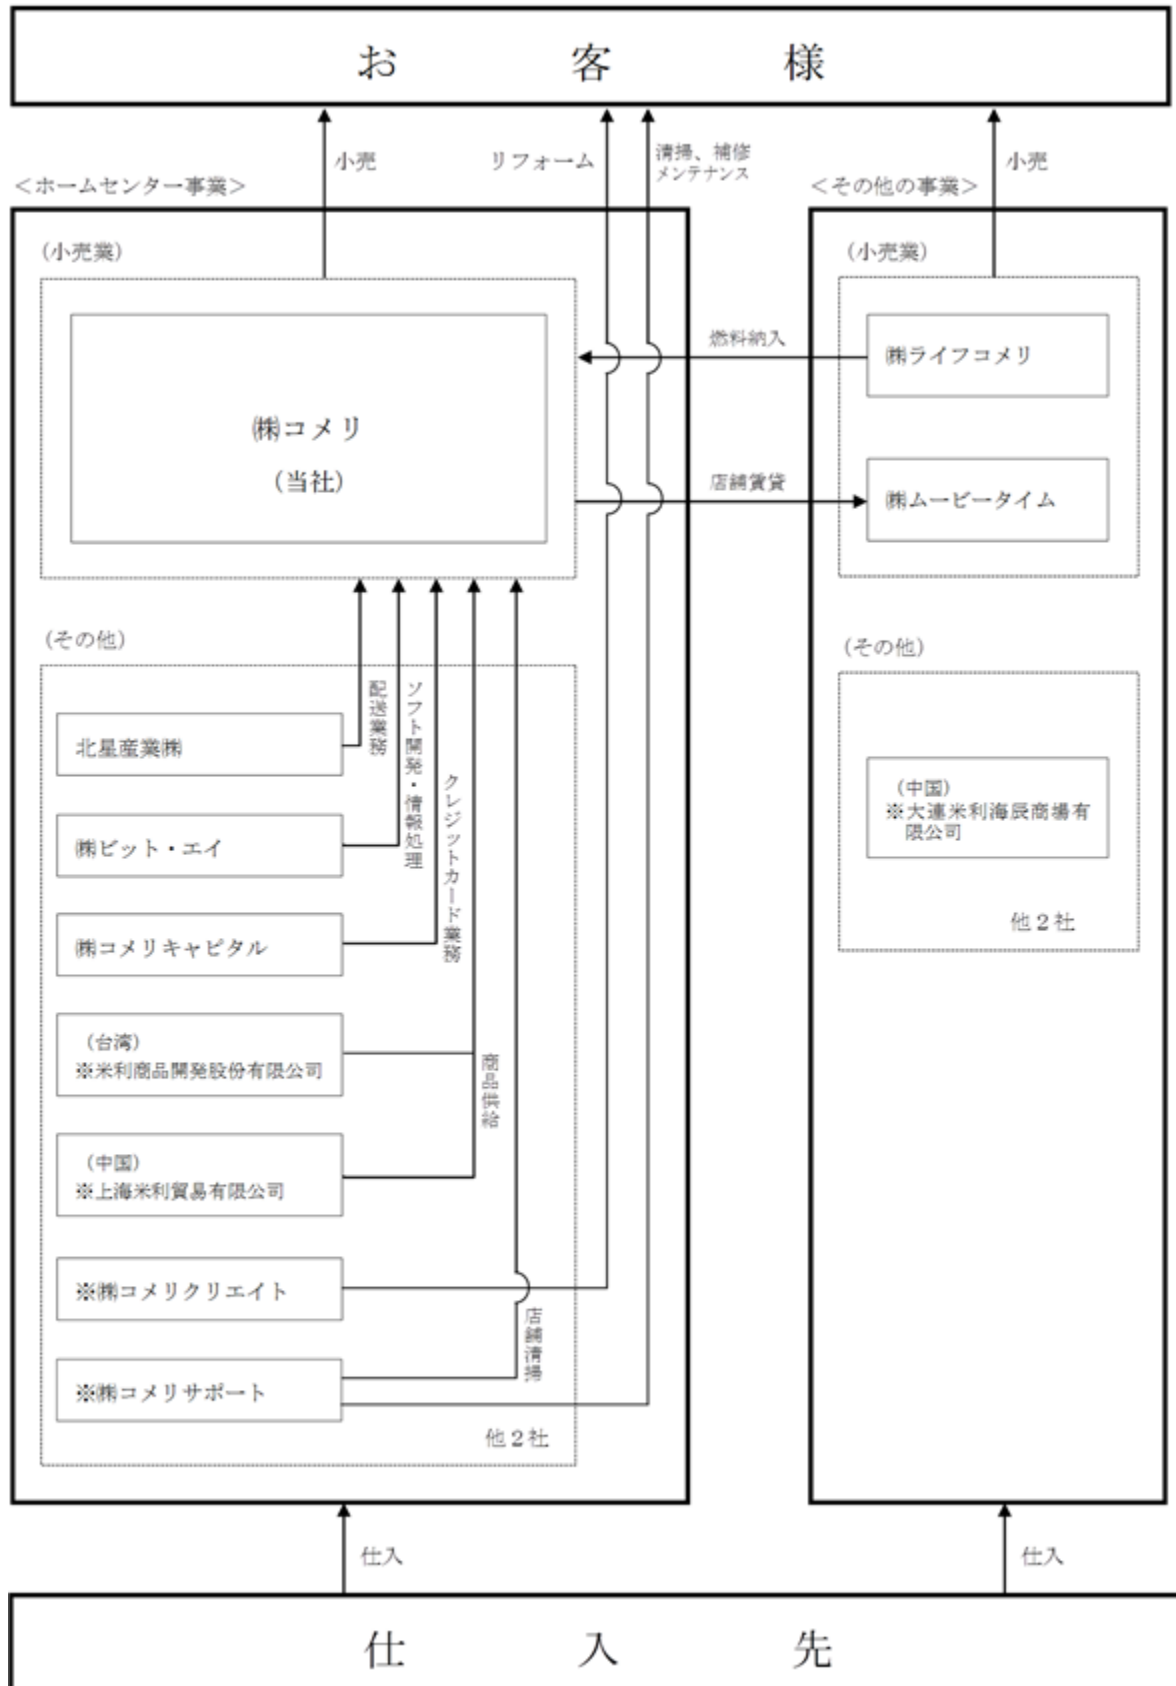 お客様
小売
リフォーム
清掃、補修
メンテナンス
小売
＜ホームセンター事業＞
＜その他の事業＞
(小売業)
(小売業)
㈱コメリ
(当社)
燃料納入
㈱ライフコメリ
店舗賃貸
㈱ムービータイム
(その他)
(その他)
北星産業㈱
配送業務
㈱ビット・エイ
ソフト開発・情報処理
㈱コメリキャピタル
クレジットカード業務
(台湾)
※米利商品開発股份有限公司
(中国)
※上海米利貿易有限公司
商品供給
※㈱コメリクリエイト
※㈱コメリサポート
店舗清掃
他２社
(中国)
※大連米利海辰商場有
限公司
他２社
仕入
仕入
仕入先